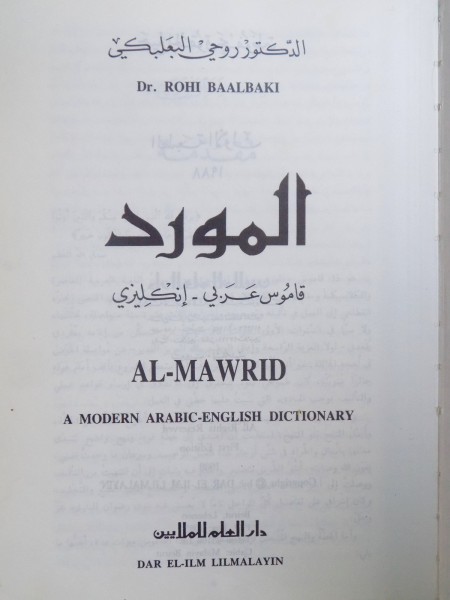 الدكتور روحي البعلبكي
Dr. ROHI BAALBAKI
المورد
قاموس عربي - إنكليزي
AL-MAWRID
A MODERN ARABIC-ENGLISH DICTIONARY
دار العلم للملايين
DAR EL-ILM LILMALAYIN